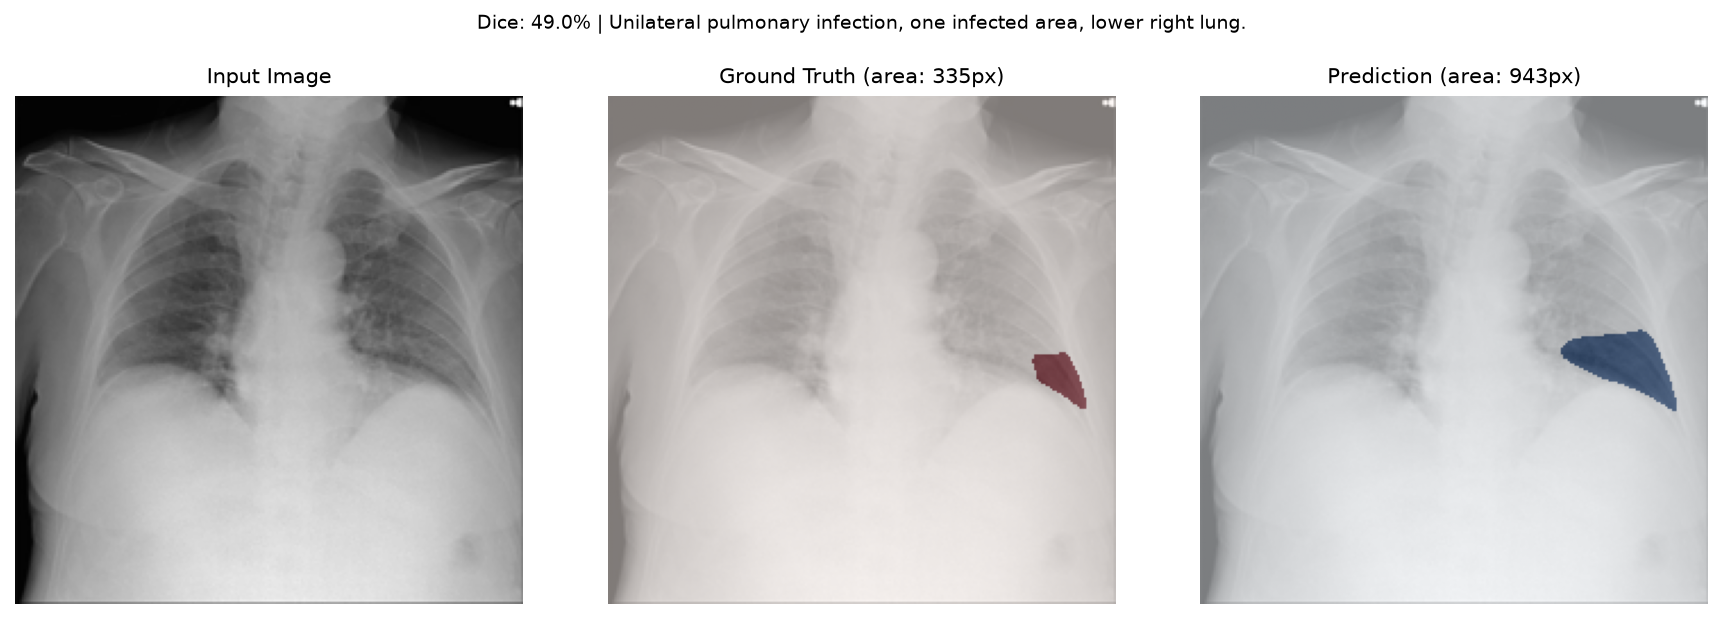 Dice: 49.0% | Unilateral pulmonary infection, one infected area, lower right lung.
Input Image
Ground Truth (area: 335px)
Prediction (area: 943px)